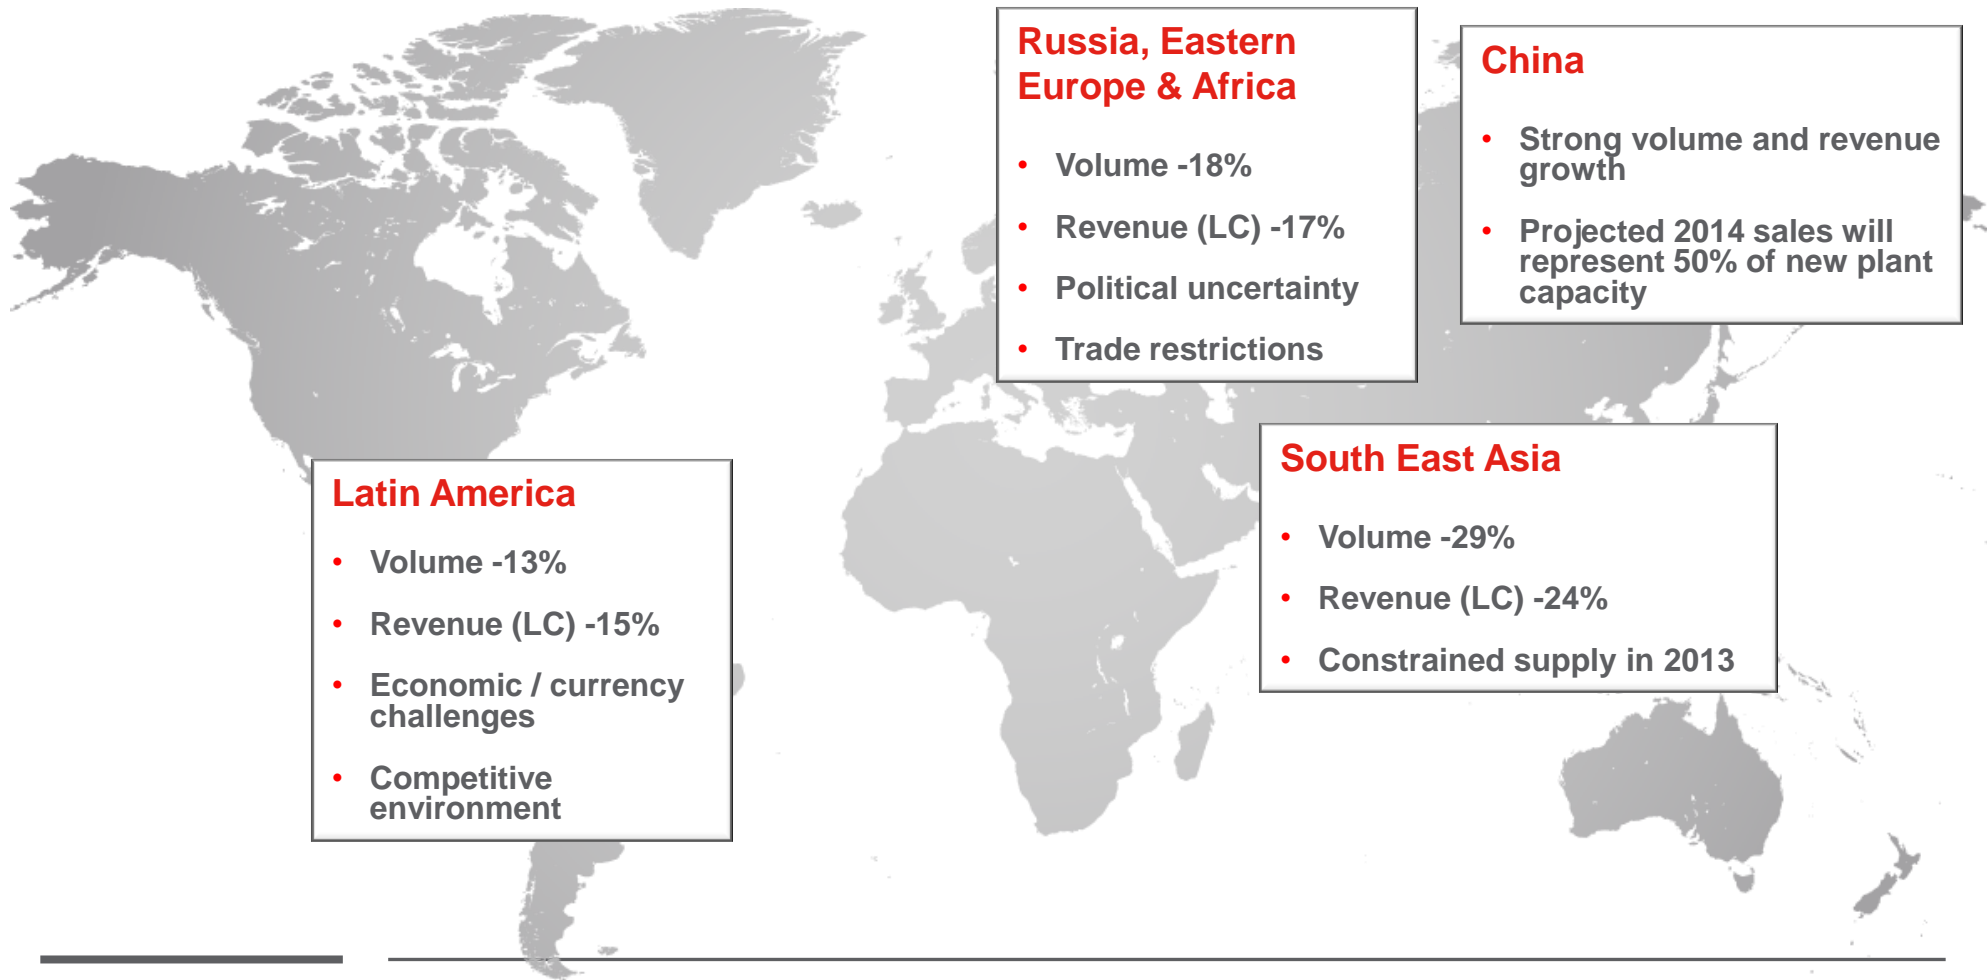 Russia, Eastern
Europe & Africa
• Volume -18%
• Revenue (LC) -17%
• Political uncertainty
• Trade restrictions
China
• Strong volume and revenue
growth
• Projected 2014 sales will
represent 50% of new plant
capacity
Latin America
• Volume -13%
• Revenue (LC) -15%
• Economic / currency
challenges
• Competitive
environment
South East Asia
• Volume -29%
• Revenue (LC) -24%
• Constrained supply in 2013